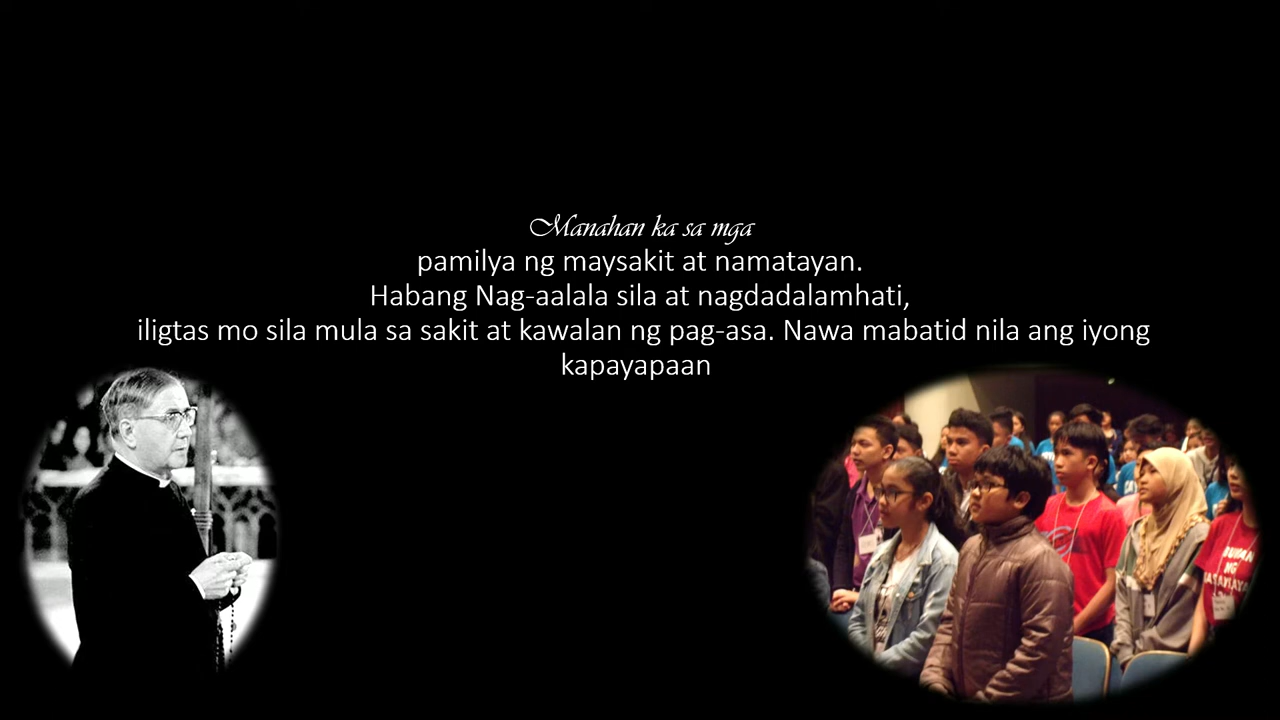 Manahan ka sa mga
pamilya ng maysakit at namatayan.
Habang Nag-aalala sila at nagdadalamhati,
iligtas mo sila mula sa sakit at kawalan ng pag-asa. Nawa mabatid nila ang iyong
kapayapaan
NG